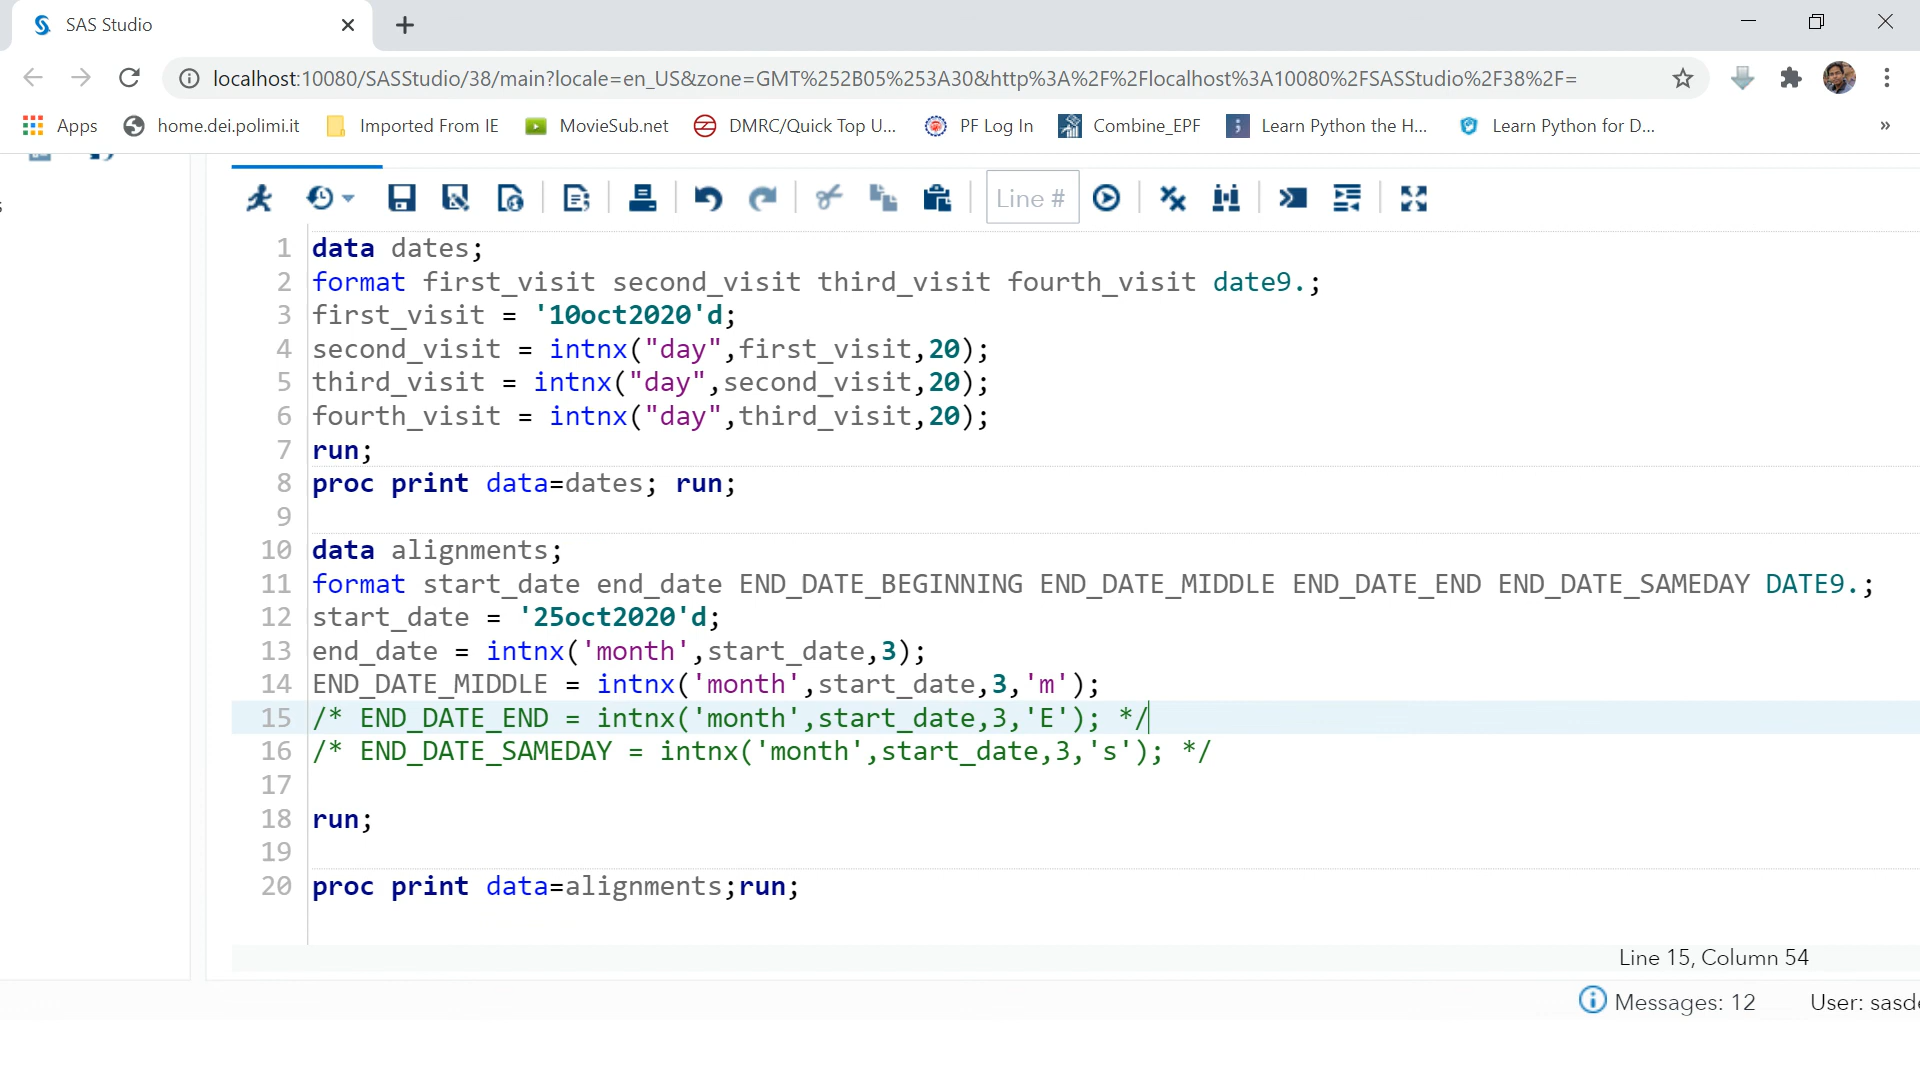 SAS Studio
localhost:10080/SASStudio/38/main?locale=en_US&zone=GMT%252B05%253A30&http%3A%2F%2Flocalhost%3A10080%2FSASStudio%2F38%2F=
Apps home.dei.polimi.it Imported From IE MovieSub.net DMRC/Quick Top U... PF Log In Combine_EPF Learn Python the H... Learn Python for D... »
Line #
1 data dates;
2 format first_visit second_visit third_visit fourth_visit date9.;
3 first_visit = '10oct2020'd;
4 second_visit = intnx("day",first_visit,20);
5 third_visit = intnx("day",second_visit,20);
6 fourth_visit = intnx("day",third_visit,20);
7 run;
8 proc print data=dates; run;
9
10 data alignments;
11 format start_date end_date END_DATE_BEGINNING END_DATE_MIDDLE END_DATE_END END_DATE_SAMEDAY DATE9.;
12 start_date = '25oct2020'd;
13 end_date = intnx('month',start_date,3);
14 END_DATE_MIDDLE = intnx('month',start_date,3,'m');
15 /* END_DATE_END = intnx('month',start_date,3,'E'); */
16 /* END_DATE_SAMEDAY = intnx('month',start_date,3,'s'); */
17
18 run;
19
20 proc print data=alignments;run;
Line 15, Column 54
Messages: 12 User: